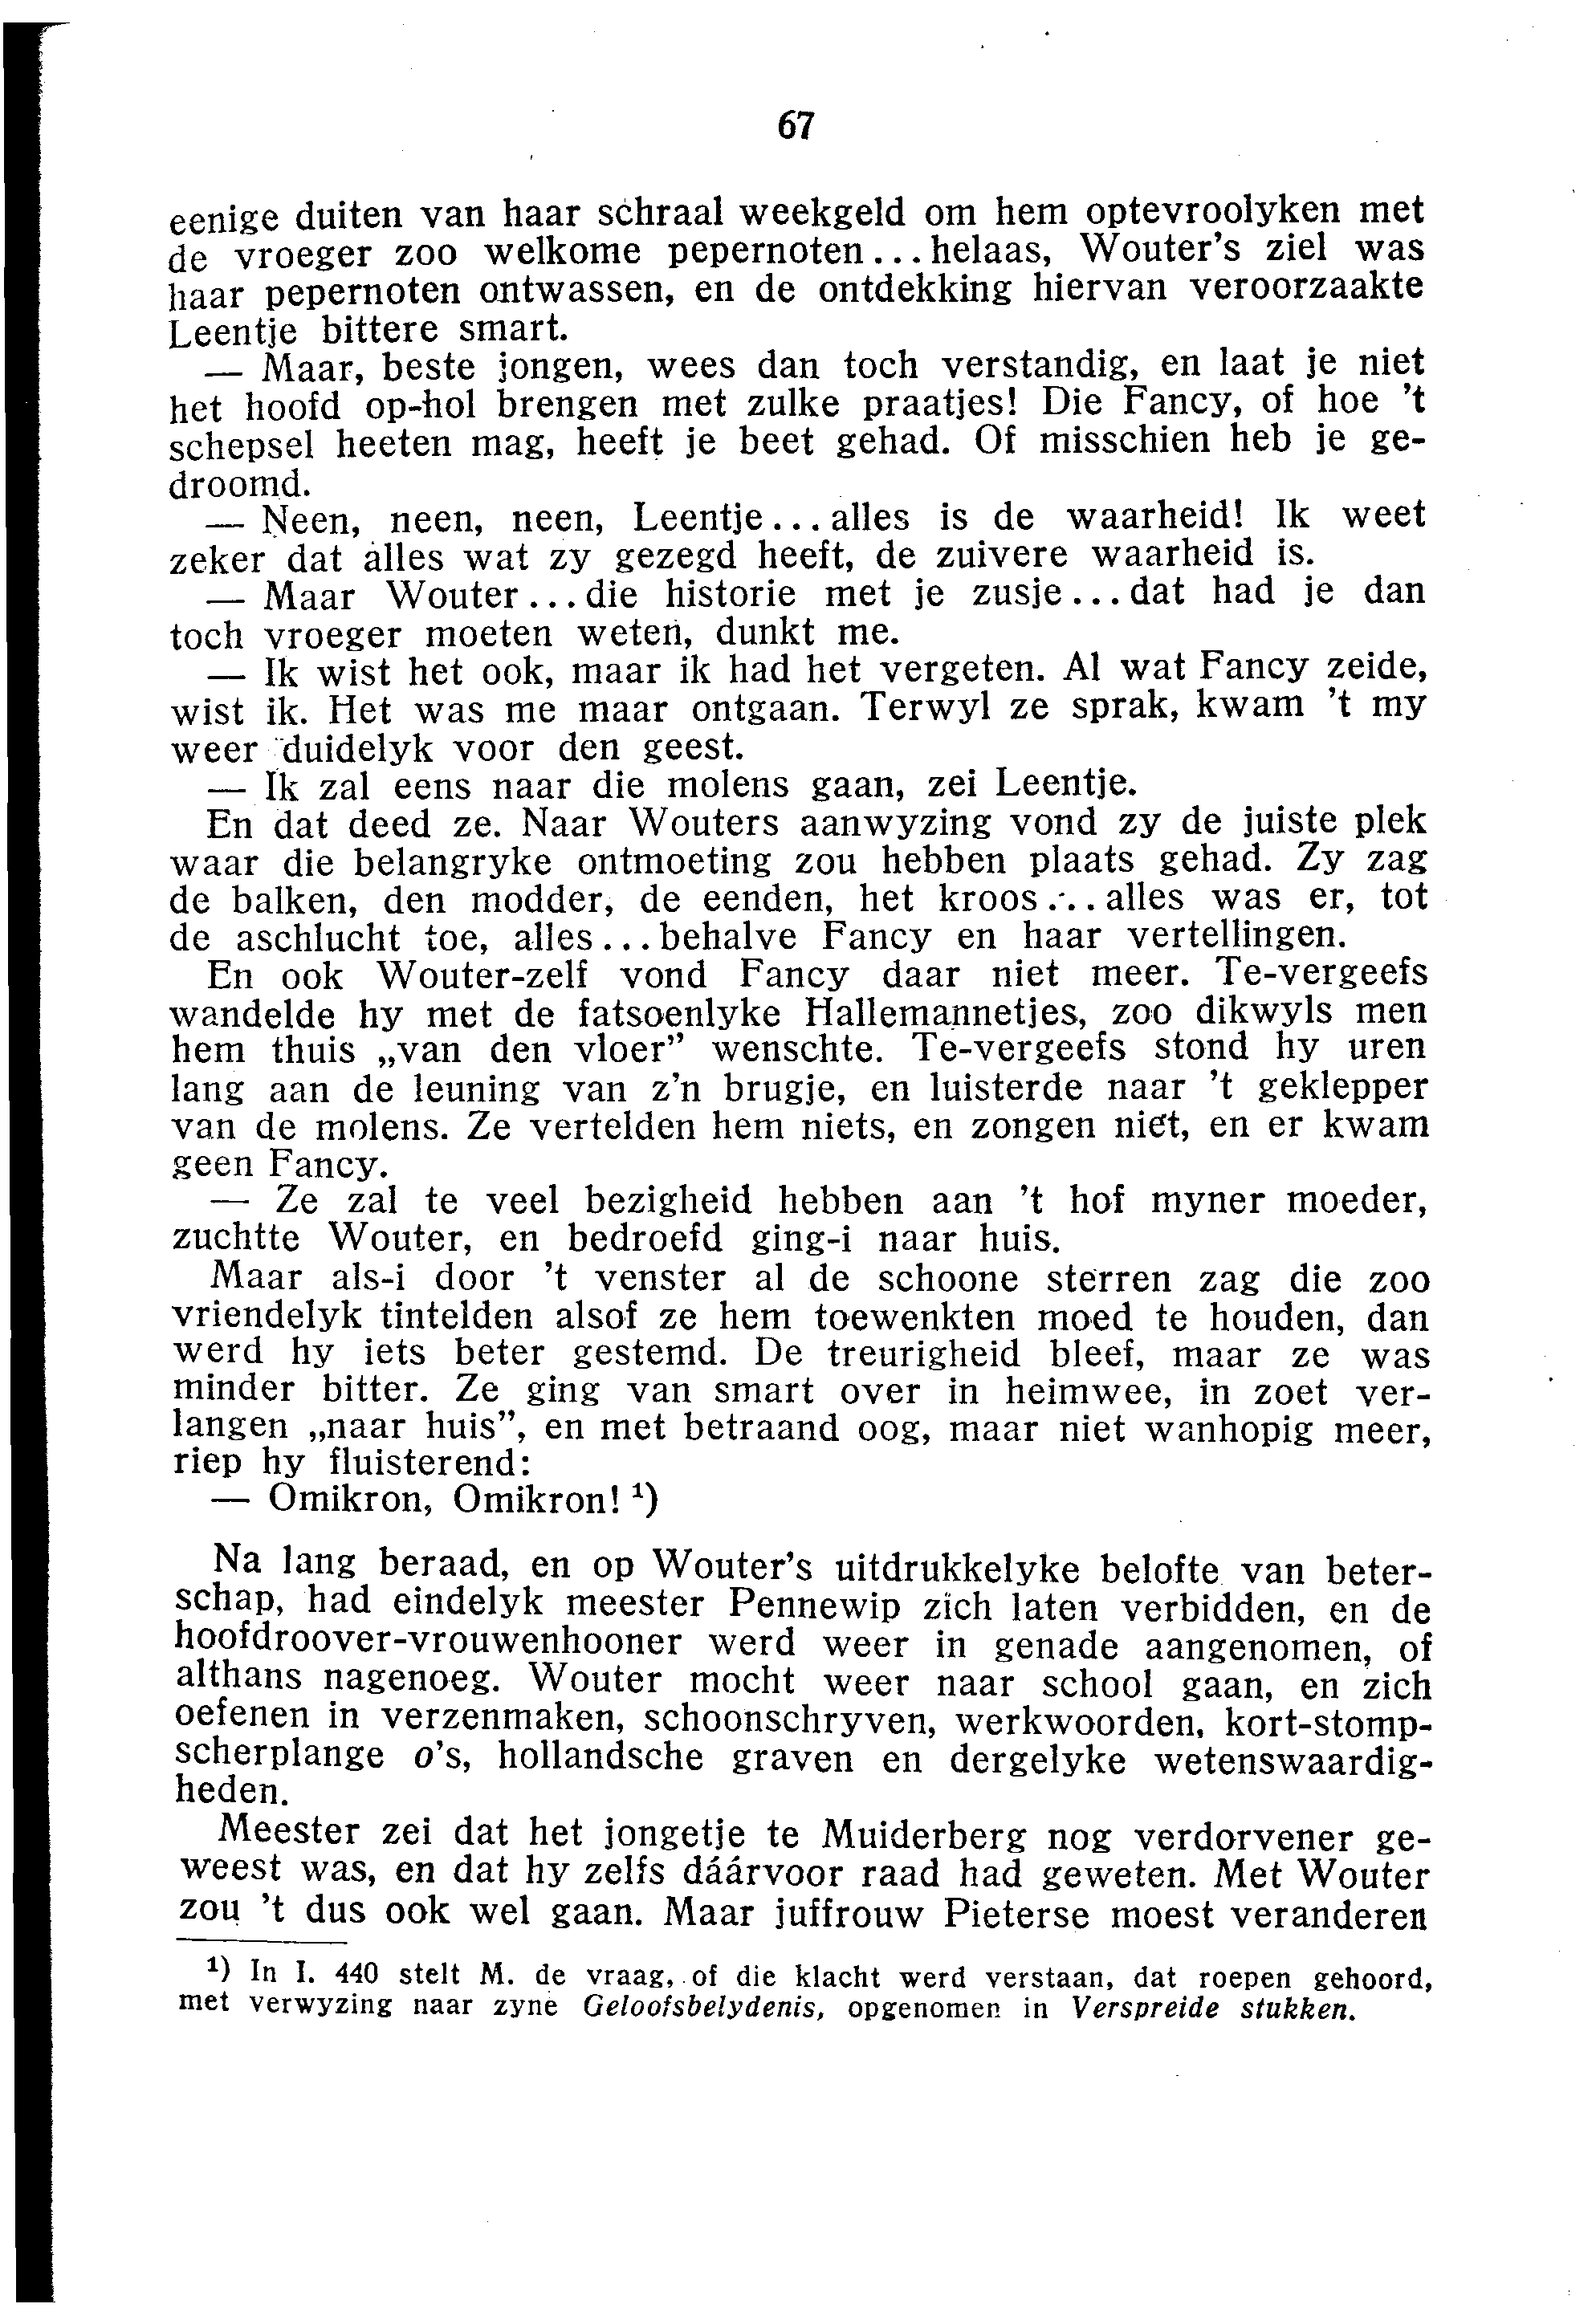 67
eenige duiten van haar schraal weekgeld om hem optevroolyken met
de vroeger zoo welkome pepernoten... helaas, Wouter's ziel was
haar pepernoten ontwassen, en de ontdekking hiervan veroorzaakte
Leentje bittere smart.
— Maar, beste jongen, wees dan toch verstandig, en laat je niet
het hoofd op-hol brengen met zulke praatjes! Die Fancy, of hoe 't
schepsel heeten mag, heeft je beet gehad. Of misschien heb je ge-
droomd.
— Neen, neen, neen, Leentje... alles is de waarheid! Ik weet
zeker dat alles wat zy gezegd heeft, de zuivere waarheid is.
— Maar Wouter... die historie met je zusje... dat had je dan
toch vroeger moeten weten, dunkt me.
— Ik wist het ook, maar ik had het vergeten. Al wat Fancy zeide,
wist ik. Het was me maar ontgaan. Terwyl ze sprak, kwam 't my
weer duidelyk voor den geest.
— Ik zal eens naar die molens gaan, zei Leentje.
En dat deed ze. Naar Wouters aanwyzing vond zy de juiste plek
waar die belangryke ontmoeting zou hebben plaats gehad. Zy zag
de balken, den modder, de eenden, het kroos... alles was er, tot
de aschlucht toe, alles... behalve Fancy en haar vertellingen.
En ook Wouter-zelf vond Fancy daar niet meer. Te-vergeefs
wandelde hy met de fatsoenlyke Hallemannetjes, zoo dikwyls men
hem thuis „van den vloer” wenschte. Te-vergeefs stond hy uren
lang aan de leuning van z'n brugje, en luisterde naar 't geklepper
van de molens. Ze vertelden hem niets, en zongen niet, en er kwam
geen Fancy.
— Ze zal te veel bezigheid hebben aan 't hof myner moeder,
zuchtte Wouter, en bedroefd ging-i naar huis.
Maar als-i door 't venster al de schoone sterren zag die zoo
vriendelyk tintelden alsof ze hem toewenkten moed te houden, dan
werd hy iets beter gestemd. De treurigheid bleef, maar ze was
minder bitter. Ze ging van smart over in heimwee, in zoet ver-
langen „naar huis”, en met betraand oog, maar niet wanhopig meer,
riep hy fluisterend:
— Omikron, Omikron! ¹)
Na lang beraad, en op Wouter's uitdrukkelyke belofte van beter-
schap, had eindelyk meester Pennewip zich laten verbidden, en de
hoofdroover-vrouwenhooner werd weer in genade aangenomen, of
althans nagenoeg. Wouter mocht weer naar school gaan, en zich
oefenen in verzenmaken, schoonschryven, werkwoorden, kort-stomp-
scherplange o's, hollandsche graven en dergelyke wetenswaardig-
heden.
Meester zei dat het jongetje te Muiderberg nog verdorvener ge-
weest was, en dat hy zelfs dáárvoor raad had geweten. Met Wouter
zou 't dus ook wel gaan. Maar juffrouw Pieterse moest veranderen
¹) In I. 440 stelt M. de vraag, of die klacht werd verstaan, dat roepen gehoord,
met verwyzing naar zyne Geloofsbelydenis, opgenomen in Verspreide stukken.